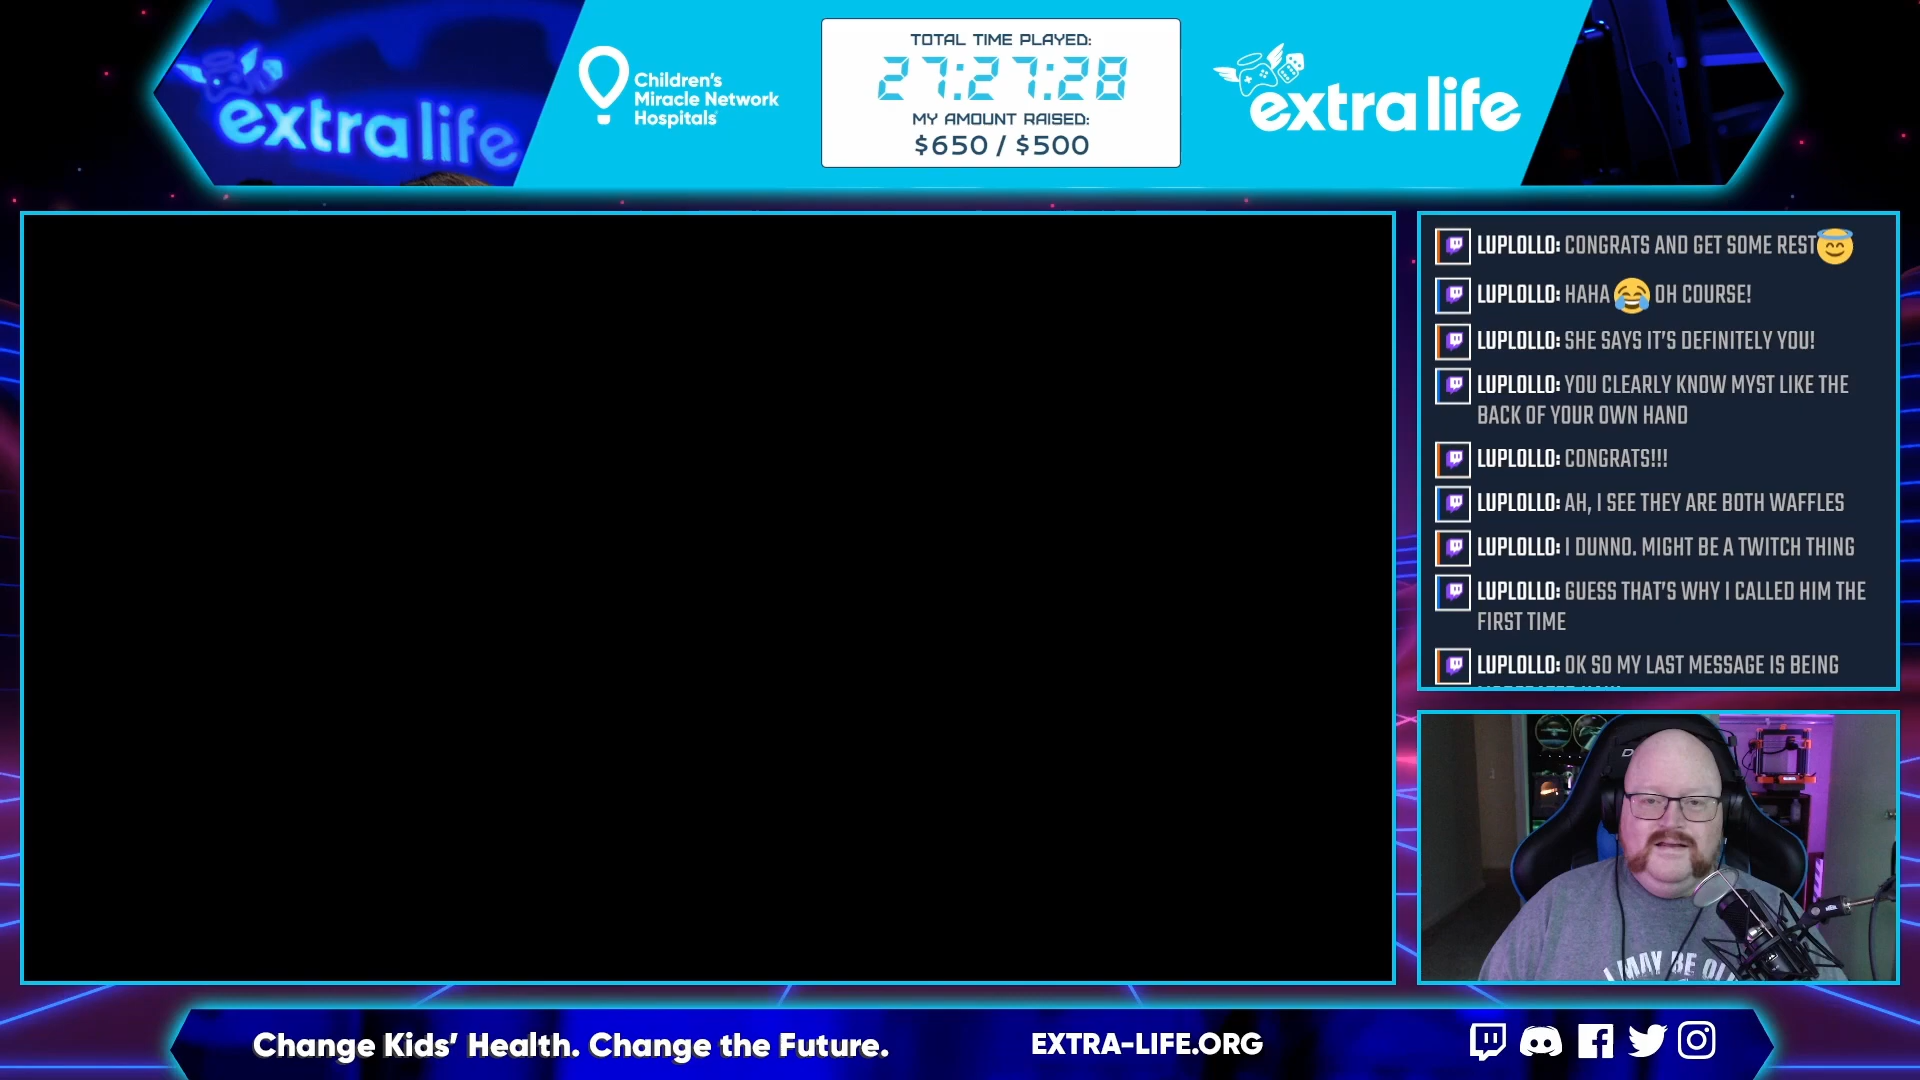 extralife
Children's
Miracle Network
Hospitals
TOTAL TIME PLAYED:
27:27:28
MY AMOUNT RAISED:
$650 / $500
extralife
LUPLOLLO: CONGRATS AND GET SOME REST😇
LUPLOLLO: HAHA 😂 OH COURSE!
LUPLOLLO: SHE SAYS IT'S DEFINITELY YOU!
LUPLOLLO: YOU CLEARLY KNOW MYST LIKE THE
BACK OF YOUR OWN HAND
LUPLOLLO: CONGRATS!!!
LUPLOLLO: AH, I SEE THEY ARE BOTH WAFFLES
LUPLOLLO: I DUNNO. MIGHT BE A TWITCH THING
LUPLOLLO: GUESS THAT'S WHY I CALLED HIM THE
FIRST TIME
LUPLOLLO: OK SO MY LAST MESSAGE IS BEING
I MAY BE
Change Kids' Health. Change the Future.
EXTRA-LIFE.ORG